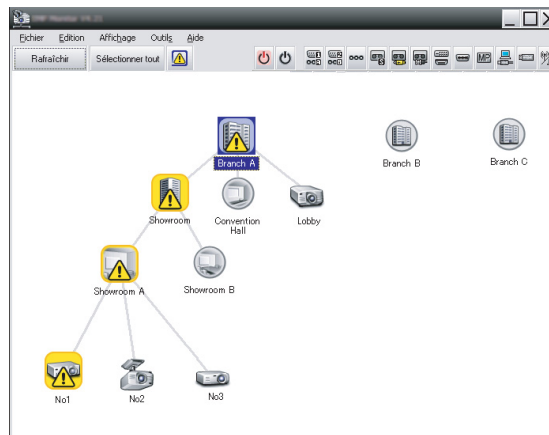 Fichier Edition Affichage Outils Aide
Rafraîchir Sélectionner tout
Branch A
Branch B
Branch C
Showroom
Convention
Hall
Lobby
Showroom A
Showroom B
No1
No2
No3